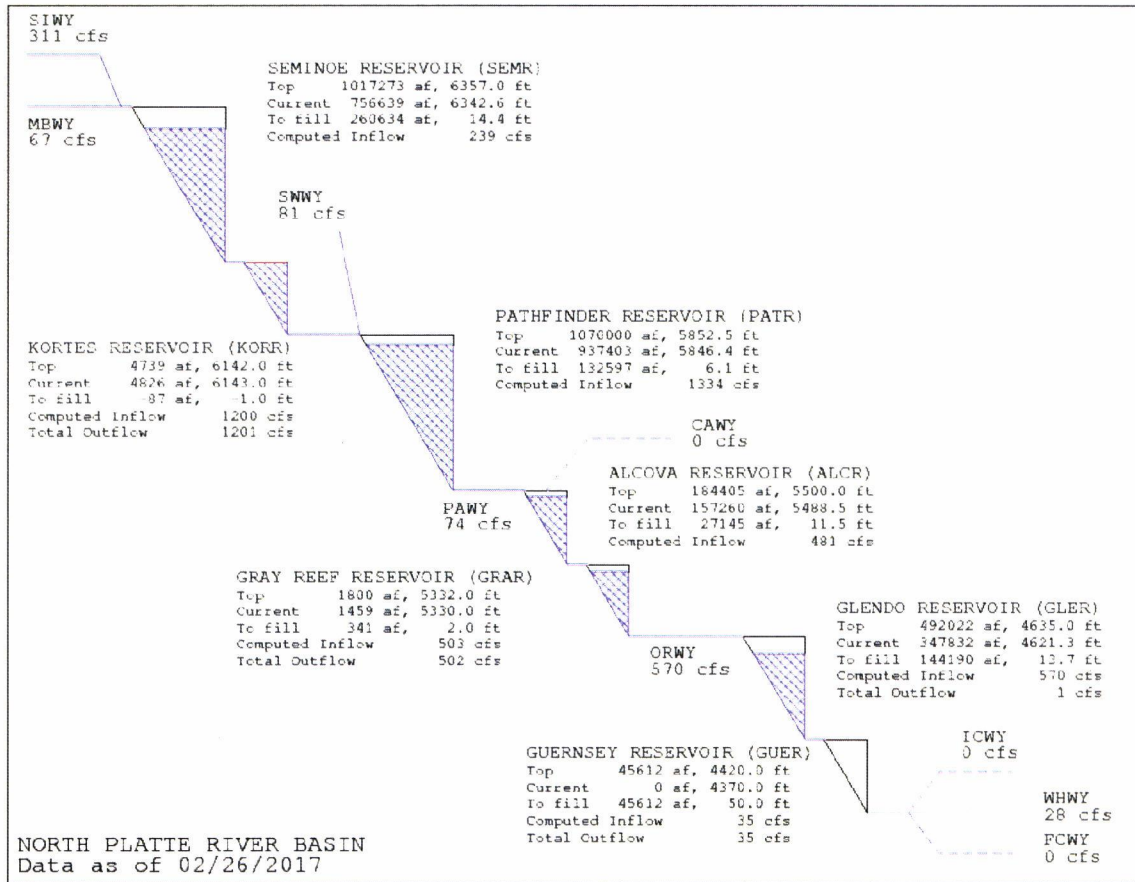 SIWY
311 cfs
SEMINOE RESERVOIR (SEMR)
Top 1017273 af, 6357.0 ft
Current 756639 af, 6342.6 ft
To fill 260634 af, 14.4 ft
Computed Inflow 239 cfs
MBWY
67 cfs
SWWY
81 cfs
PATHFINDER RESERVOIR (PATR)
Top 1070000 af, 5852.5 ft
Current 937403 af, 5846.4 ft
To fill 132597 af, 6.1 ft
Computed Inflow 1334 cfs
KORTES RESERVOIR (KORR)
Top 4739 af, 6142.0 ft
Current 4826 af, 6143.0 ft
To fill -87 af, -1.0 ft
Computed Inflow 1200 cfs
Total Outflow 1201 cfs
CAWY
0 cfs
ALCOVA RESERVOIR (ALCR)
Top 184405 af, 5500.0 ft
Current 157260 af, 5488.5 ft
To fill 27145 af, 11.5 ft
Computed Inflow 481 cfs
PAWY
74 cfs
GRAY REEF RESERVOIR (GRAR)
Top 1800 af, 5332.0 ft
Current 1459 af, 5330.0 ft
To fill 341 af, 2.0 ft
Computed Inflow 503 cfs
Total Outflow 502 cfs
GLENDO RESERVOIR (GLER)
Top 492022 af, 4635.0 ft
Current 347832 af, 4621.3 ft
To fill 144190 af, 13.7 ft
Computed Inflow 570 cfs
Total Outflow 1 cfs
ORWY
570 cfs
GUERNSEY RESERVOIR (GUER)
Top 45612 af, 4420.0 ft
Current 0 af, 4370.0 ft
To fill 45612 af, 50.0 ft
Computed Inflow 35 cfs
Total Outflow 35 cfs
ICWY
0 cfs
WHWY
28 cfs
FCWY
0 cfs
NORTH PLATTE RIVER BASIN
Data as of 02/26/2017